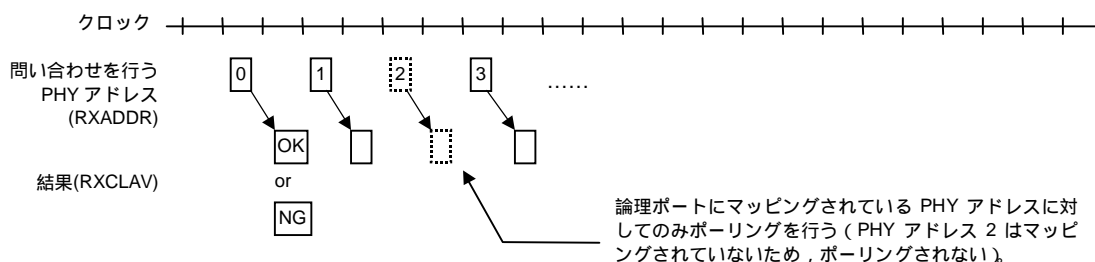 クロック
問い合わせを行う
PHY アドレス
(RXADDR)
0 1 2 3 ……
OK
結果(RXCLAV)
or
NG
論理ポートにマッピングされている PHY アドレスに対
してのみポーリングを行う ( PHY アドレス 2 はマッピ
ングされていないため , ポーリングされない )。